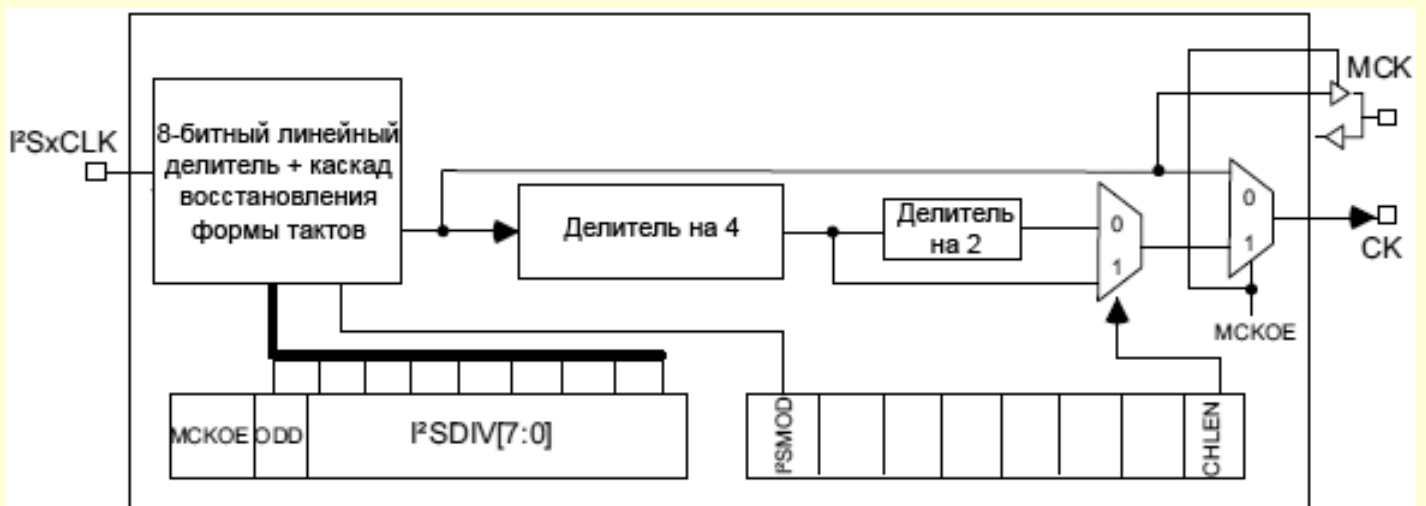 MCK
I²SxCLK
8-битный линейный
делитель + каскад
восстановления
формы тактов
Делитель на 4
Делитель
на 2
0
1
0
1
CK
MCKOE
MCKOE
ODD
I²SDIV[7:0]
I²SMOD
CHLEN